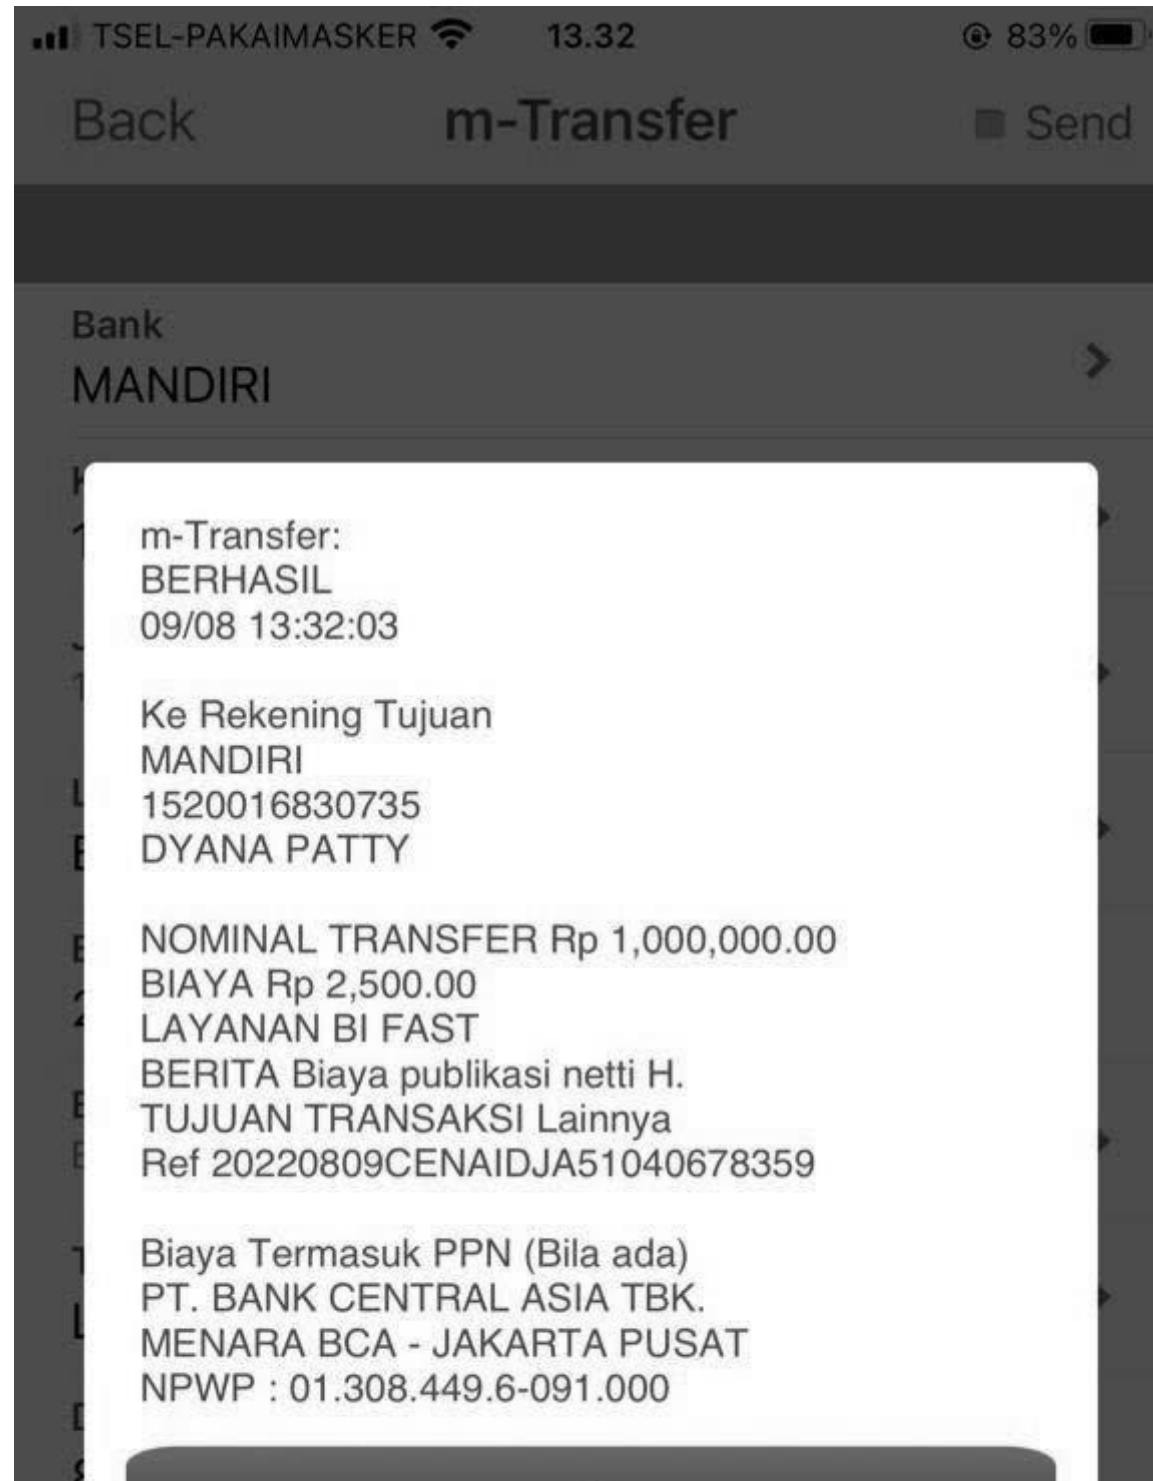 TSEL-PAKAIMASKER 13.32 83%
Back m-Transfer Send
Bank
MANDIRI
m-Transfer:
BERHASIL
09/08 13:32:03
Ke Rekening Tujuan
MANDIRI
1520016830735
DYANA PATTY
NOMINAL TRANSFER Rp 1,000,000.00
BIAYA Rp 2,500.00
LAYANAN BI FAST
BERITA Biaya publikasi netti H.
TUJUAN TRANSAKSI Lainnya
Ref 20220809CENAIDJA51040678359
Biaya Termasuk PPN (Bila ada)
PT. BANK CENTRAL ASIA TBK.
MENARA BCA - JAKARTA PUSAT
NPWP : 01.308.449.6-091.000